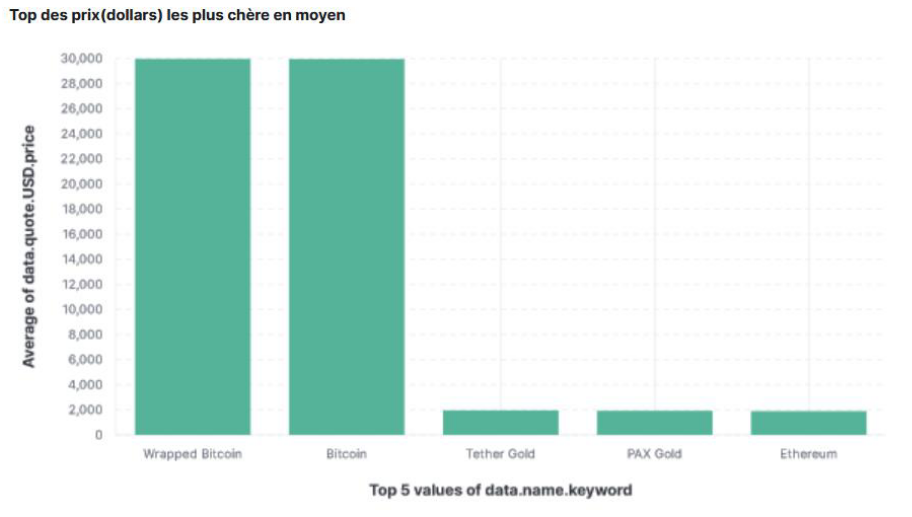 Top des prix(dollars) les plus chère en moyen
30,000
28,000
26,000
24,000
22,000
20,000
18,000
16,000
14,000
12,000
10,000
8,000
6,000
4,000
2,000
0
Average of data.quote.USD.price
Wrapped Bitcoin
Bitcoin
Tether Gold
PAX Gold
Ethereum
Top 5 values of data.name.keyword